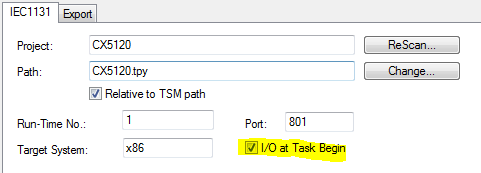 IEC1131 Export
Project: CX5120 ReScan...
Path: CX5120.tpy Change...
Relative to TSM path
Run-Time No.: 1 Port: 801
Target System: x86 I/O at Task Begin